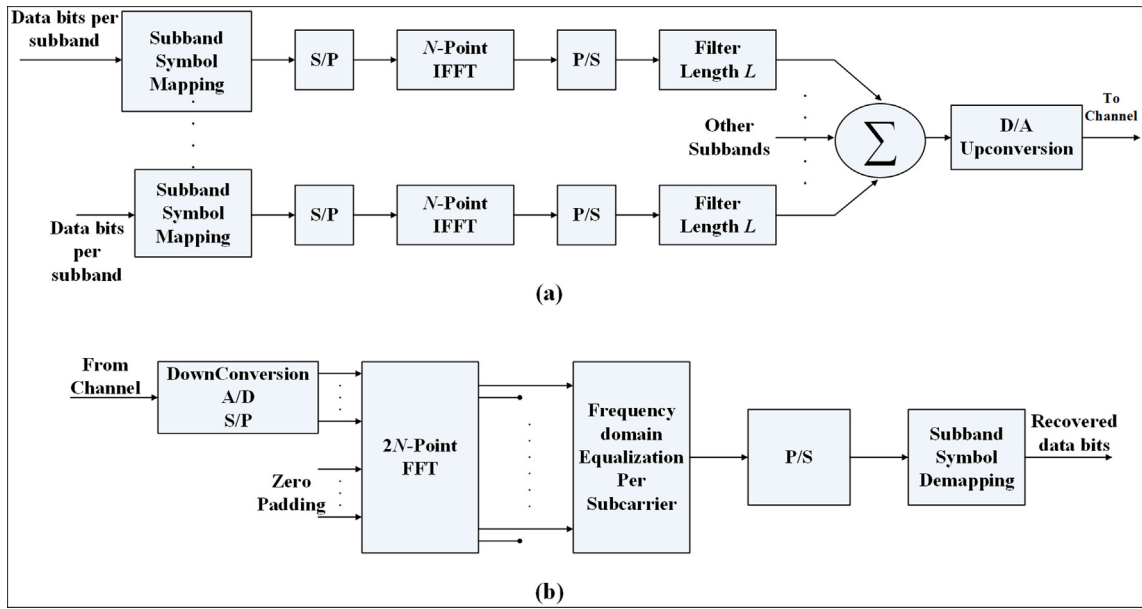 Data bits per
subband
Subband
Symbol
Mapping
S/P
N-Point
IFFT
P/S
Filter
Length L
Other
Subbands
∑
D/A
Upconversion
To
Channel
Subband
Symbol
Mapping
S/P
N-Point
IFFT
P/S
Filter
Length L
Data bits
per
subband
(a)
From
Channel
DownConversion
A/D
S/P
Zero
Padding
2N-Point
FFT
Frequency
domain
Equalization
Per
Subcarrier
P/S
Subband
Symbol
Demapping
Recovered
data bits
(b)